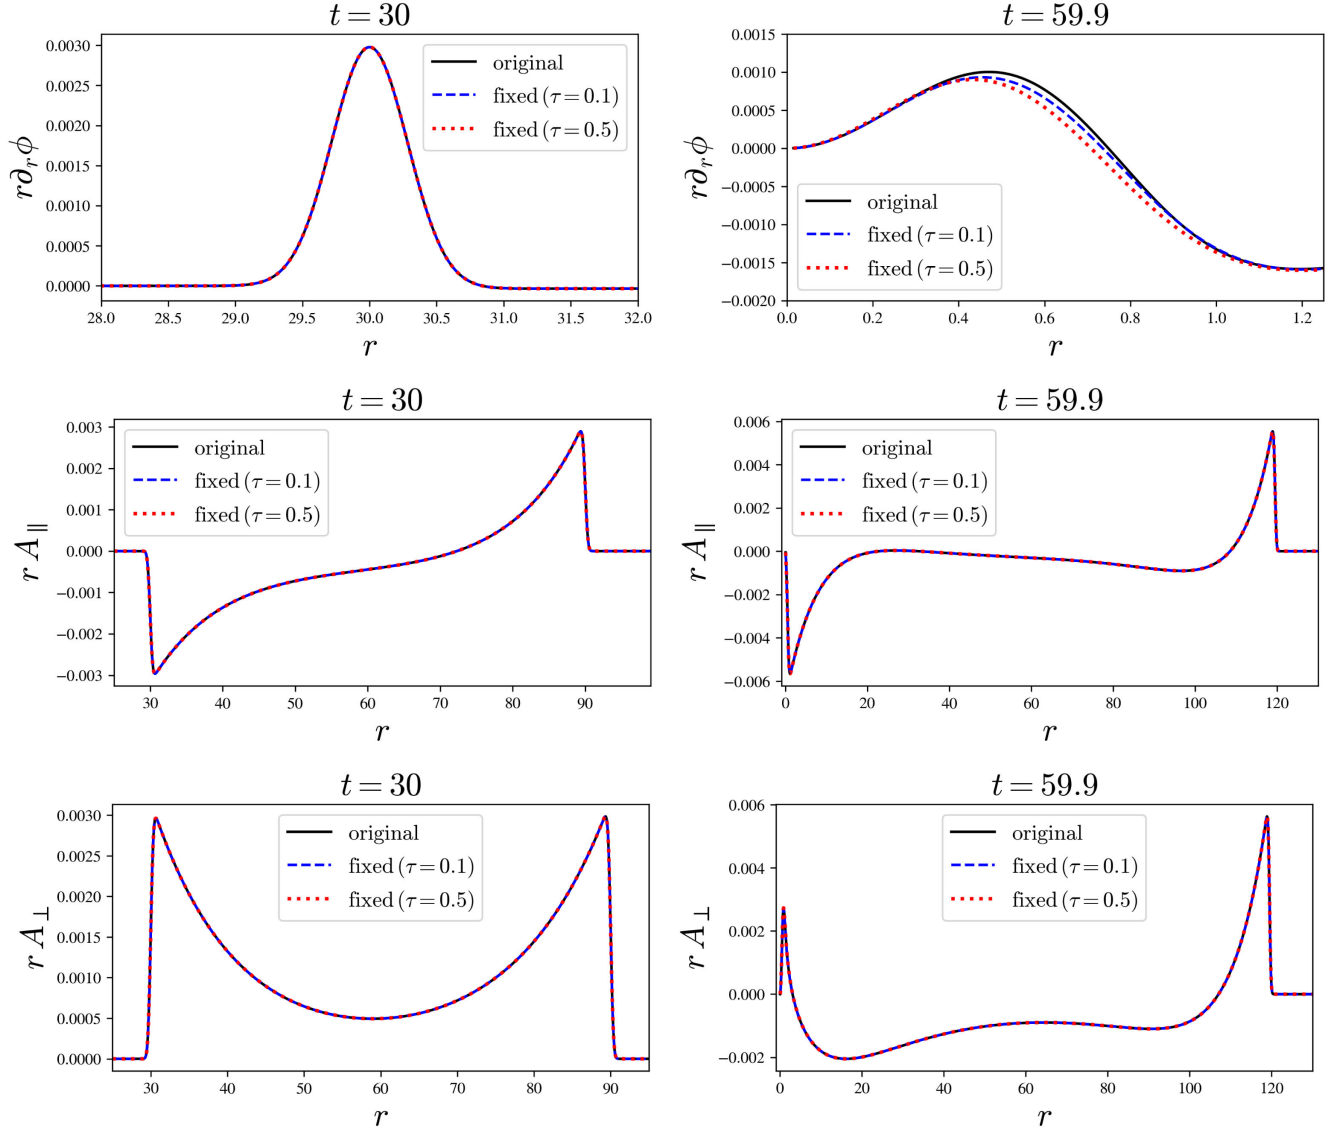 t = 30
0.0030
0.0025
0.0020
0.0015
0.0010
0.0005
0.0000
r∂ᵣϕ
original
fixed (τ = 0.1)
fixed (τ = 0.5)
28.0 28.5 29.0 29.5 30.0 30.5 31.0 31.5 32.0
r
t = 59.9
0.0015
0.0010
0.0005
0.0000
−0.0005
−0.0010
−0.0015
−0.0020
r∂ᵣϕ
original
fixed (τ = 0.1)
fixed (τ = 0.5)
0.0 0.2 0.4 0.6 0.8 1.0 1.2
r
t = 30
0.003
0.002
0.001
0.000
−0.001
−0.002
−0.003
r A∥
original
fixed (τ = 0.1)
fixed (τ = 0.5)
30 40 50 60 70 80 90
r
t = 59.9
0.006
0.004
0.002
0.000
−0.002
−0.004
−0.006
r A∥
original
fixed (τ = 0.1)
fixed (τ = 0.5)
0 20 40 60 80 100 120
r
t = 30
0.0030
0.0025
0.0020
0.0015
0.0010
0.0005
0.0000
r A⊥
original
fixed (τ = 0.1)
fixed (τ = 0.5)
30 40 50 60 70 80 90
r
t = 59.9
0.006
0.004
0.002
0.000
−0.002
r A⊥
original
fixed (τ = 0.1)
fixed (τ = 0.5)
0 20 40 60 80 100 120
r